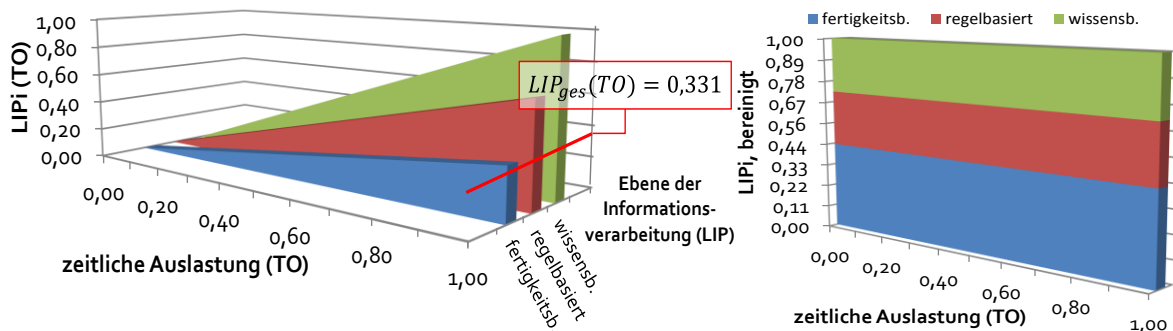 LIPi (TO)
1,00
0,80
0,60
0,40
0,20
0,00
0,00
0,20
0,40
0,60
0,80
1,00
zeitliche Auslastung (TO)
LIPges(TO) = 0,331
Ebene der
Informations-
verarbeitung (LIP)
fertigkeitsb
regelbasiert
wissensb.
fertigkeitsb.
regelbasiert
wissensb.
LIPi, bereinigt
1,00
0,89
0,78
0,67
0,56
0,44
0,33
0,22
0,11
0,00
0,00
0,20
0,40
0,60
0,80
1,00
zeitliche Auslastung (TO)